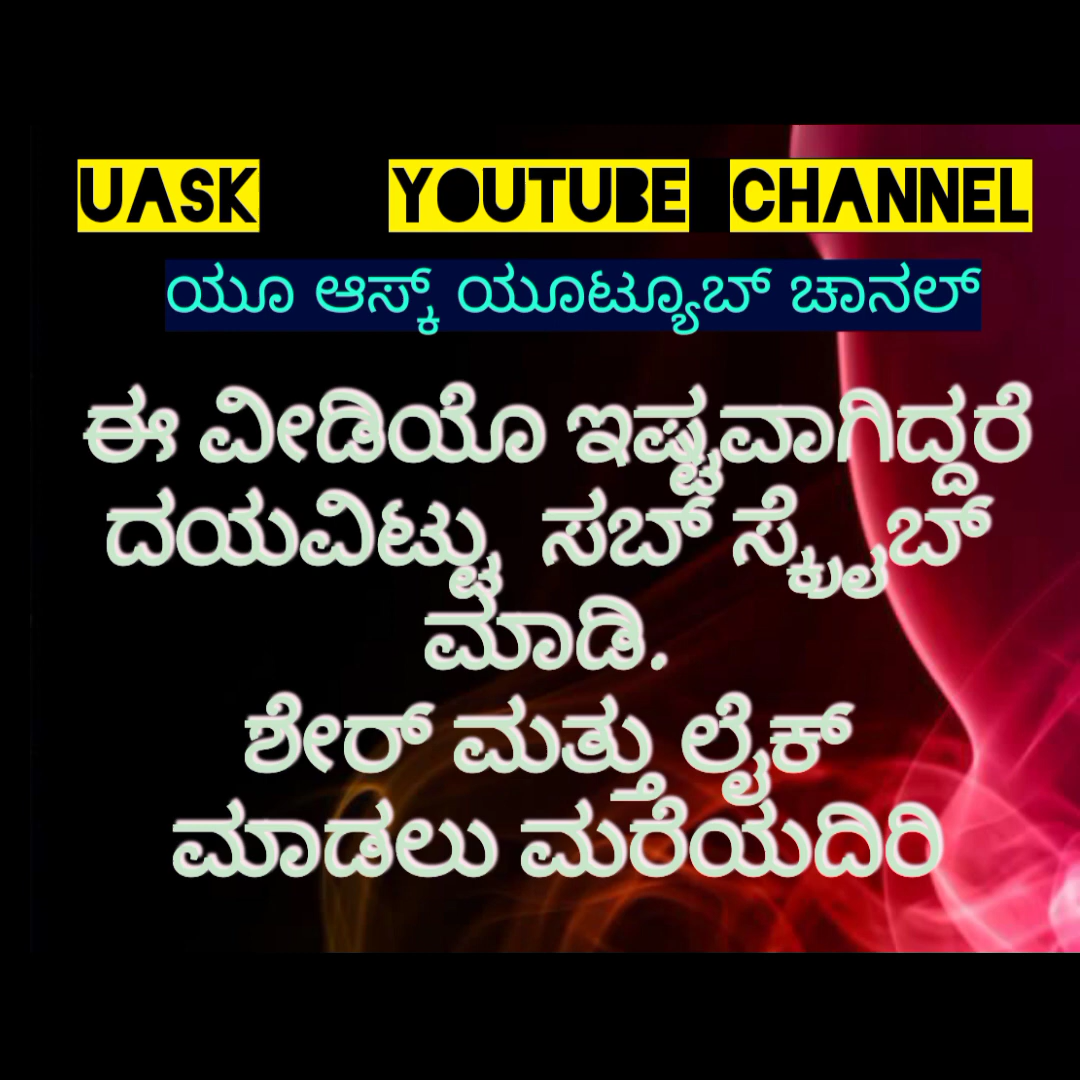 UASK YOUTUBE CHANNEL
ಯೂ ಆಸ್ಕ್ ಯೂಟ್ಯೂಬ್ ಚಾನಲ್
ಈ ವೀಡಿಯೊ ಇಷ್ಟವಾಗಿದ್ದರೆ
ದಯವಿಟ್ಟು ಸಬ್ ಸ್ಕ್ರೈಬ್
ಮಾಡಿ.
ಶೇರ್ ಮತ್ತು ಲೈಕ್
ಮಾಡಲು ಮರೆಯದಿರಿ